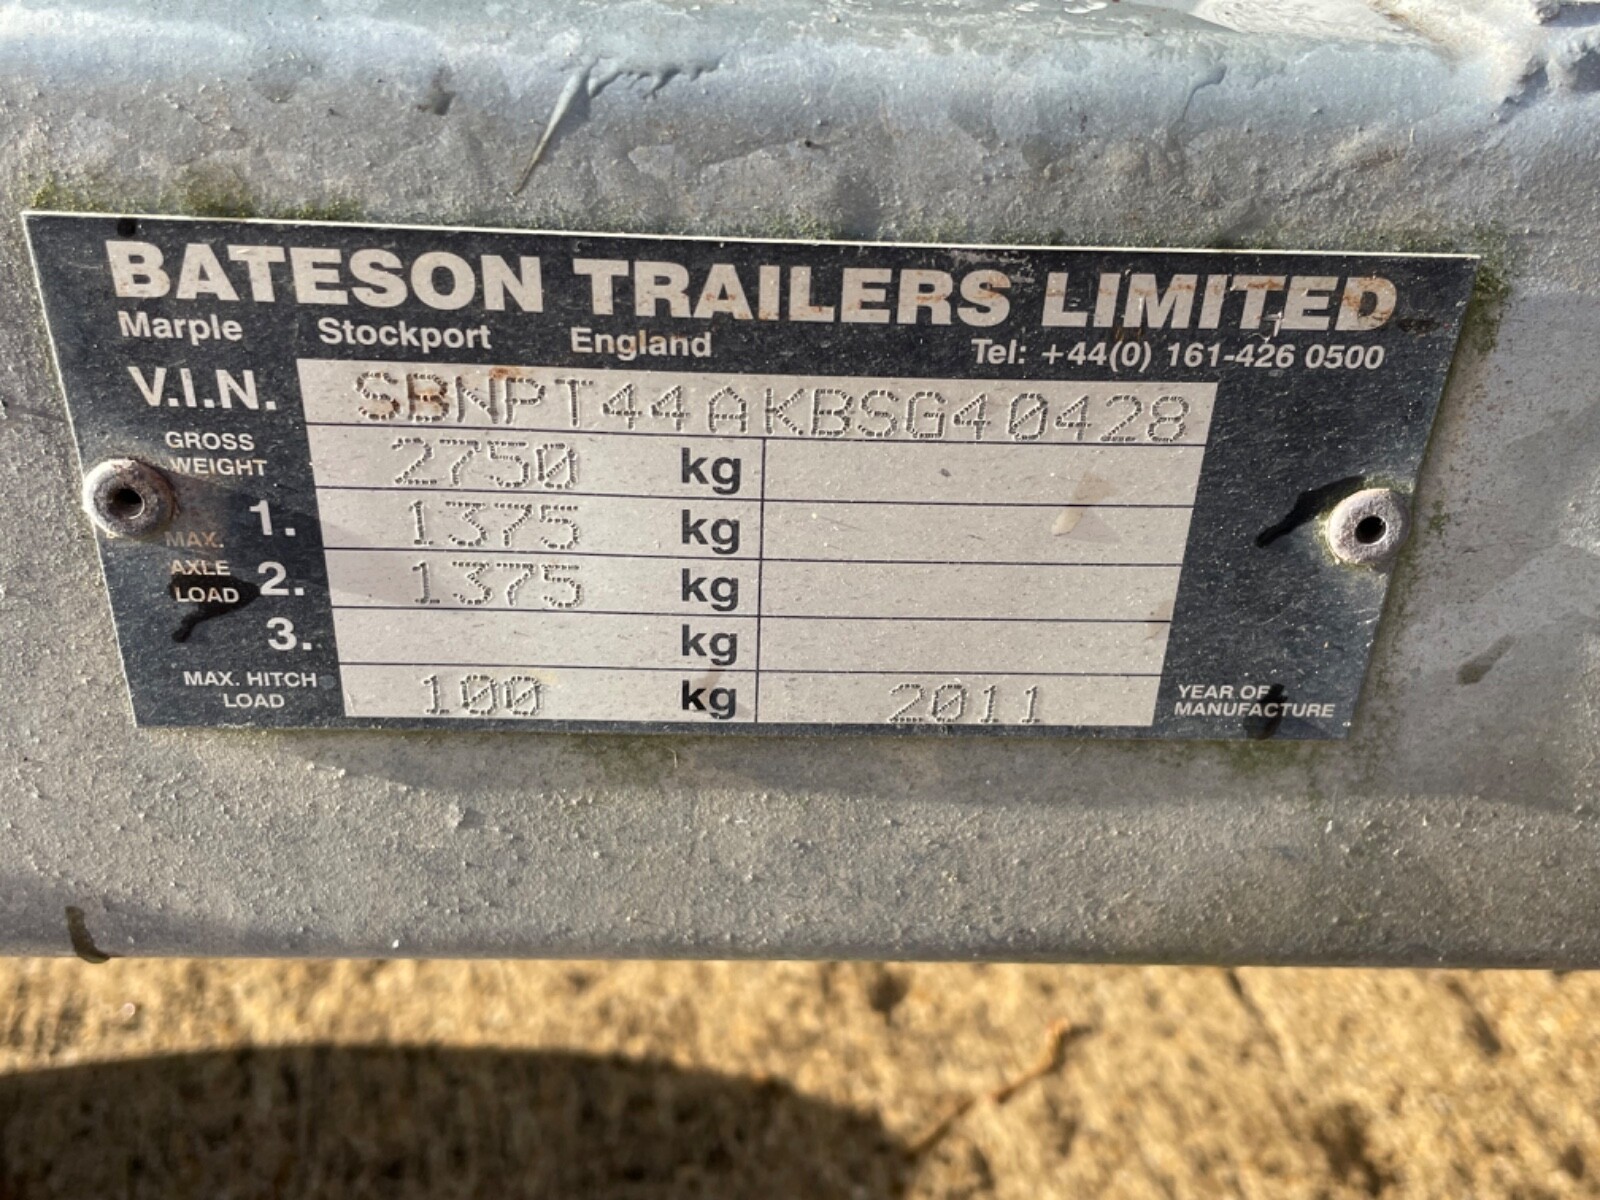 BATESON TRAILERS LIMITED
Marple Stockport England Tel: +44(0) 161-426 0500
V.I.N. SBNPT44AKBSG40428
GROSS WEIGHT 2750 kg
MAX. AXLE LOAD
1. 1375 kg
2. 1375 kg
3. kg
MAX. HITCH LOAD 100 kg 2011 YEAR OF MANUFACTURE